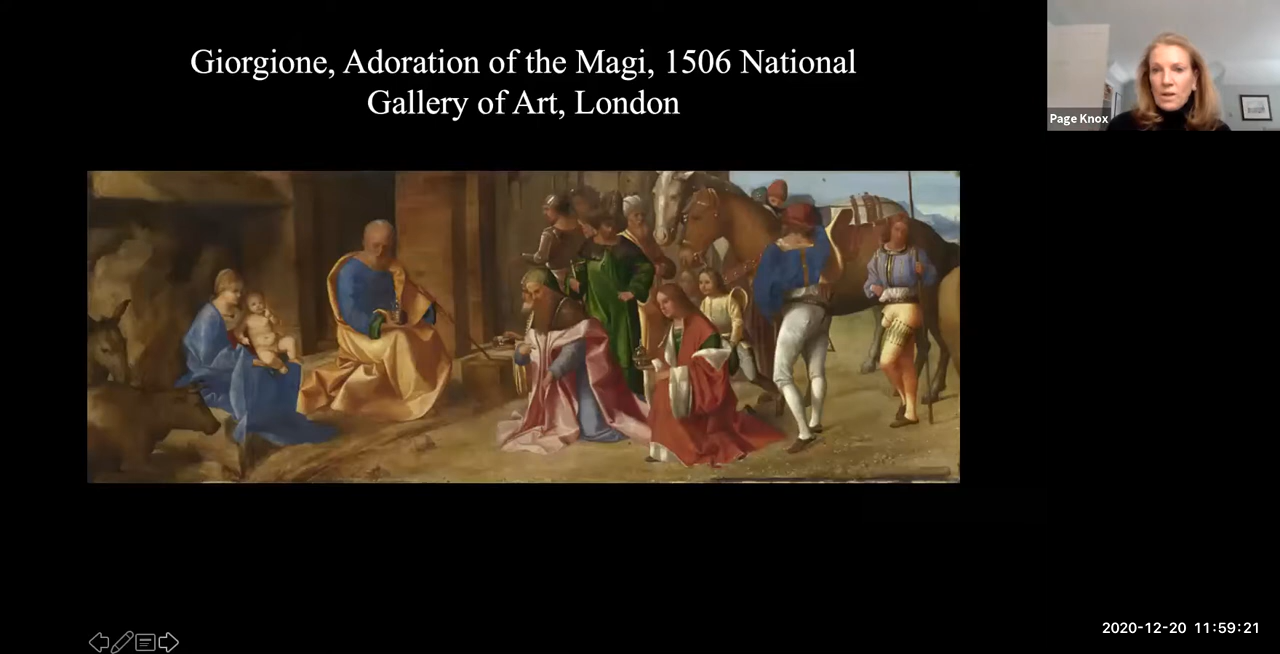 Giorgione, Adoration of the Magi, 1506 National
Gallery of Art, London
Page Knox
2020-12-20 11:59:21